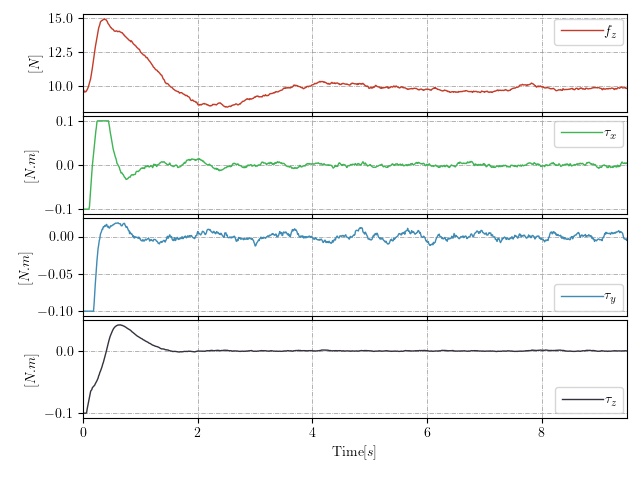 15.0
12.5
10.0
[N]
f_z
0.1
0.0
−0.1
[N.m]
τ_x
0.00
−0.05
−0.10
[N.m]
τ_y
0.0
−0.1
[N.m]
τ_z
0 2 4 6 8
Time[s]